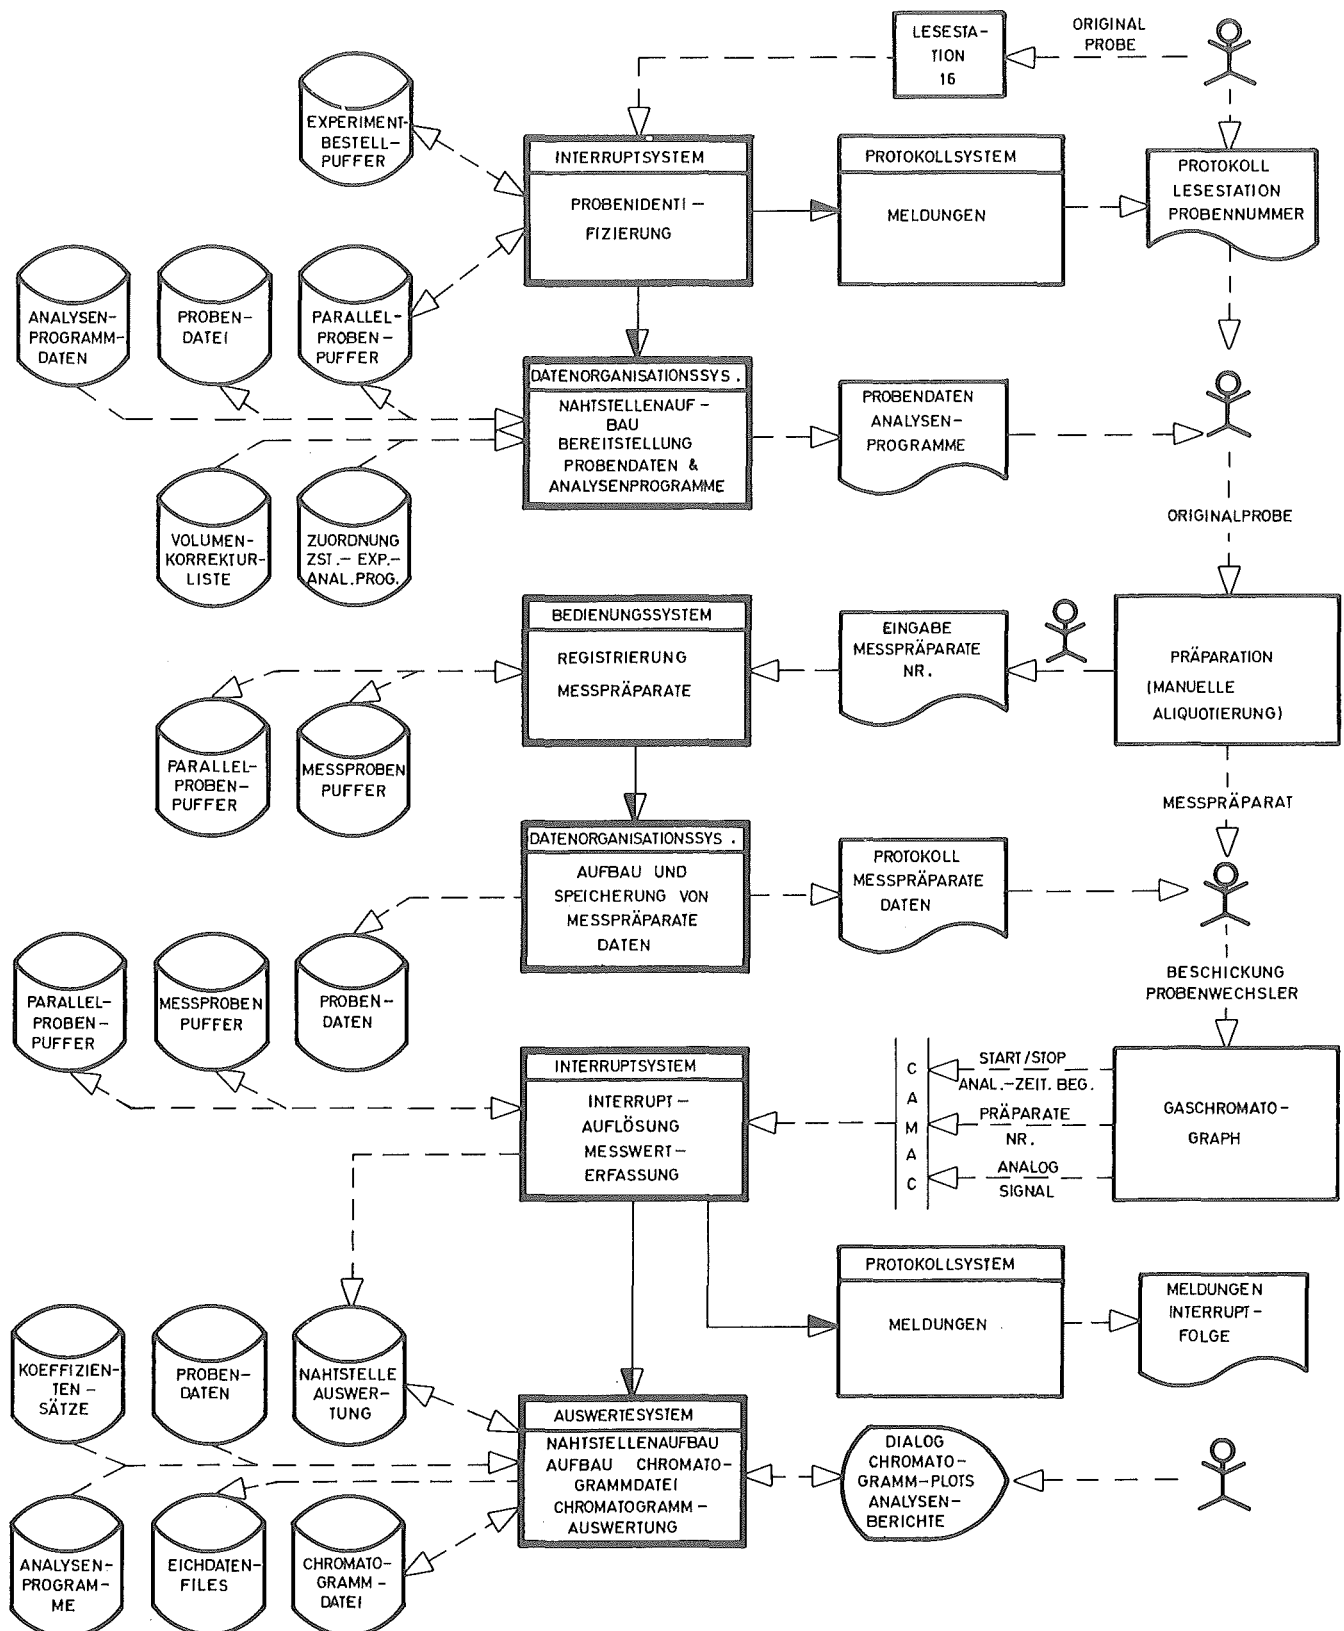 LESESTA-
TION
16
ORIGINAL
PROBE
EXPERIMENT-
BESTELL-
PUFFER
INTERRUPTSYSTEM
PROBENIDENTI-
FIZIERUNG
PROTOKOLLSYSTEM
MELDUNGEN
PROTOKOLL
LESESTATION
PROBENNUMMER
ANALYSEN-
PROGRAMM-
DATEN
PROBEN-
DATEI
PARALLEL-
PROBEN-
PUFFER
DATENORGANISATIONSSYS.
NAHTSTELLENAUF-
BAU
BEREITSTELLUNG
PROBENDATEN &
ANALYSENPROGRAMME
PROBENDATEN
ANALYSEN-
PROGRAMME
VOLUMEN-
KORREKTUR-
LISTE
ZUORDNUNG
ZST.-EXP.-
ANAL.PROG.
ORIGINALPROBE
BEDIENUNGSSYSTEM
REGISTRIERUNG
MESSPRÄPARATE
EINGABE
MESSPRÄPARATE
NR.
PRÄPARATION
(MANUELLE
ALIQUOTIERUNG)
PARALLEL-
PROBEN-
PUFFER
MESSPROBEN
PUFFER
MESSPRÄPARAT
DATENORGANISATIONSSYS.
AUFBAU UND
SPEICHERUNG VON
MESSPRÄPARATE
DATEN
PROTOKOLL
MESSPRÄPARATE
DATEN
PARALLEL-
PROBEN-
PUFFER
MESSPROBEN
PUFFER
PROBEN-
DATEN
BESCHICKUNG
PROBENWECHSLER
INTERRUPTSYSTEM
INTERRUPT-
AUFLÖSUNG
MESSWERT-
ERFASSUNG
C
A
M
A
C
START/STOP
ANAL.-ZEIT. BEG.
PRÄPARATE
NR.
ANALOG
SIGNAL
GASCHROMATO-
GRAPH
PROTOKOLLSYSTEM
MELDUNGEN
MELDUNGEN
INTERRUPT-
FOLGE
KOEFFIZIEN-
TEN-
SÄTZE
PROBEN-
DATEN
NAHTSTELLE
AUSWER-
TUNG
AUSWERTESYSTEM
NAHTSTELLENAUFBAU
AUFBAU CHROMATO-
GRAMMDATEI
CHROMATOGRAMM-
AUSWERTUNG
DIALOG
CHROMATO-
GRAMM-PLOTS
ANALYSEN-
BERICHTE
ANALYSEN-
PROGRAM-
ME
EICHDATEN-
FILES
CHROMATO-
GRAMM-
DATEI